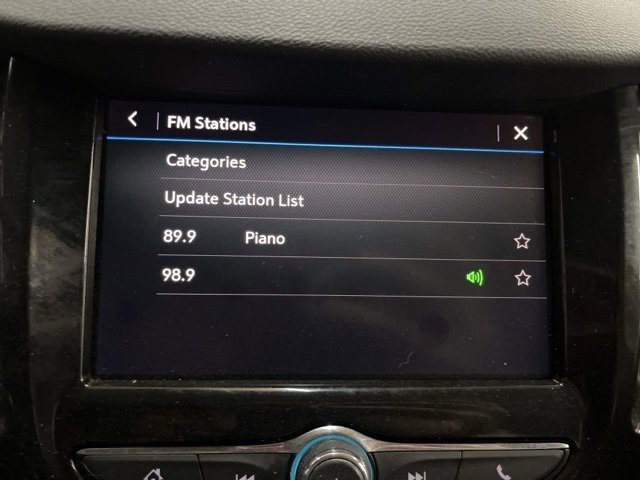 FM Stations
Categories
Update Station List
89.9 Piano
98.9